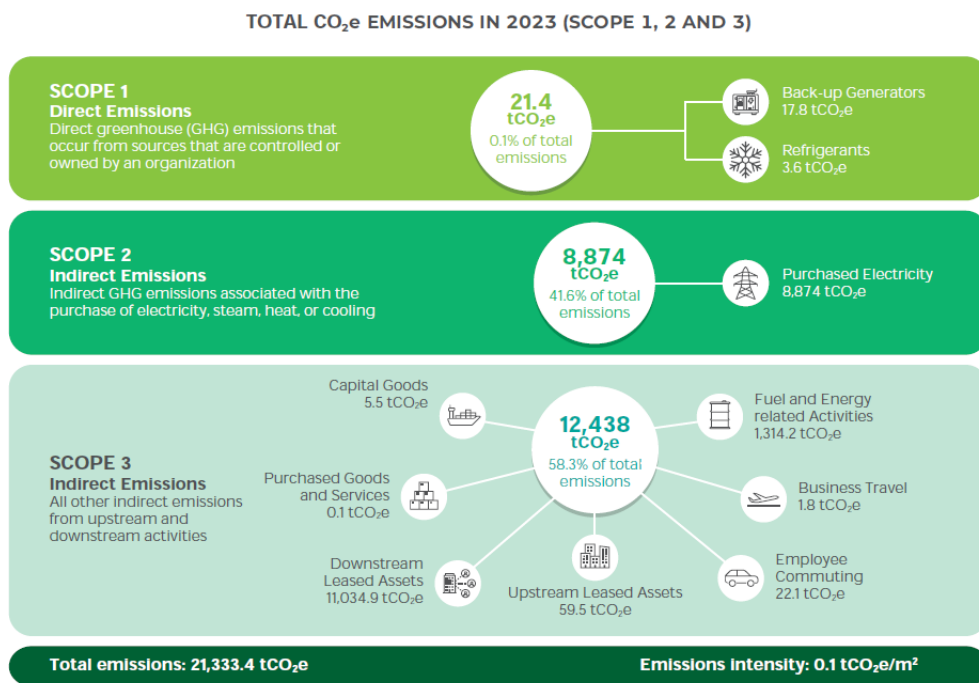 TOTAL CO₂e EMISSIONS IN 2023 (SCOPE 1, 2 AND 3)
SCOPE 1
Direct Emissions
Direct greenhouse (GHG) emissions that
occur from sources that are controlled or
owned by an organization
21.4
tCO₂e
0.1% of total
emissions
Back-up Generators
17.8 tCO₂e
Refrigerants
3.6 tCO₂e
SCOPE 2
Indirect Emissions
Indirect GHG emissions associated with the
purchase of electricity, steam, heat, or cooling
8,874
tCO₂e
41.6% of total
emissions
Purchased Electricity
8,874 tCO₂e
SCOPE 3
Indirect Emissions
All other indirect emissions
from upstream and
downstream activities
Capital Goods
5.5 tCO₂e
Purchased Goods
and Services
0.1 tCO₂e
Downstream
Leased Assets
11,034.9 tCO₂e
12,438
tCO₂e
58.3% of total
emissions
Upstream Leased Assets
59.5 tCO₂e
Fuel and Energy
related Activities
1,314.2 tCO₂e
Business Travel
1.8 tCO₂e
Employee
Commuting
22.1 tCO₂e
Total emissions: 21,333.4 tCO₂e
Emissions intensity: 0.1 tCO₂e/m²